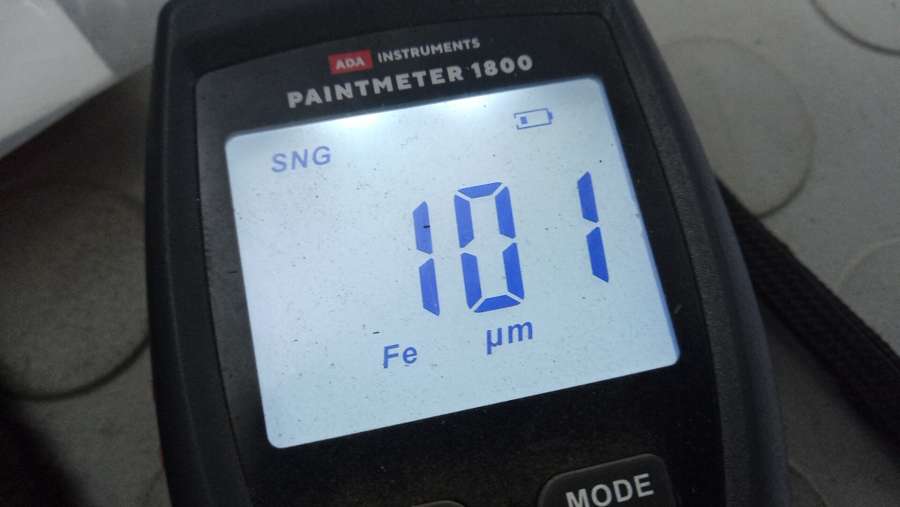 ADA INSTRUMENTS
PAINTMETER 1800
SNG
101
Fe µm
MODE